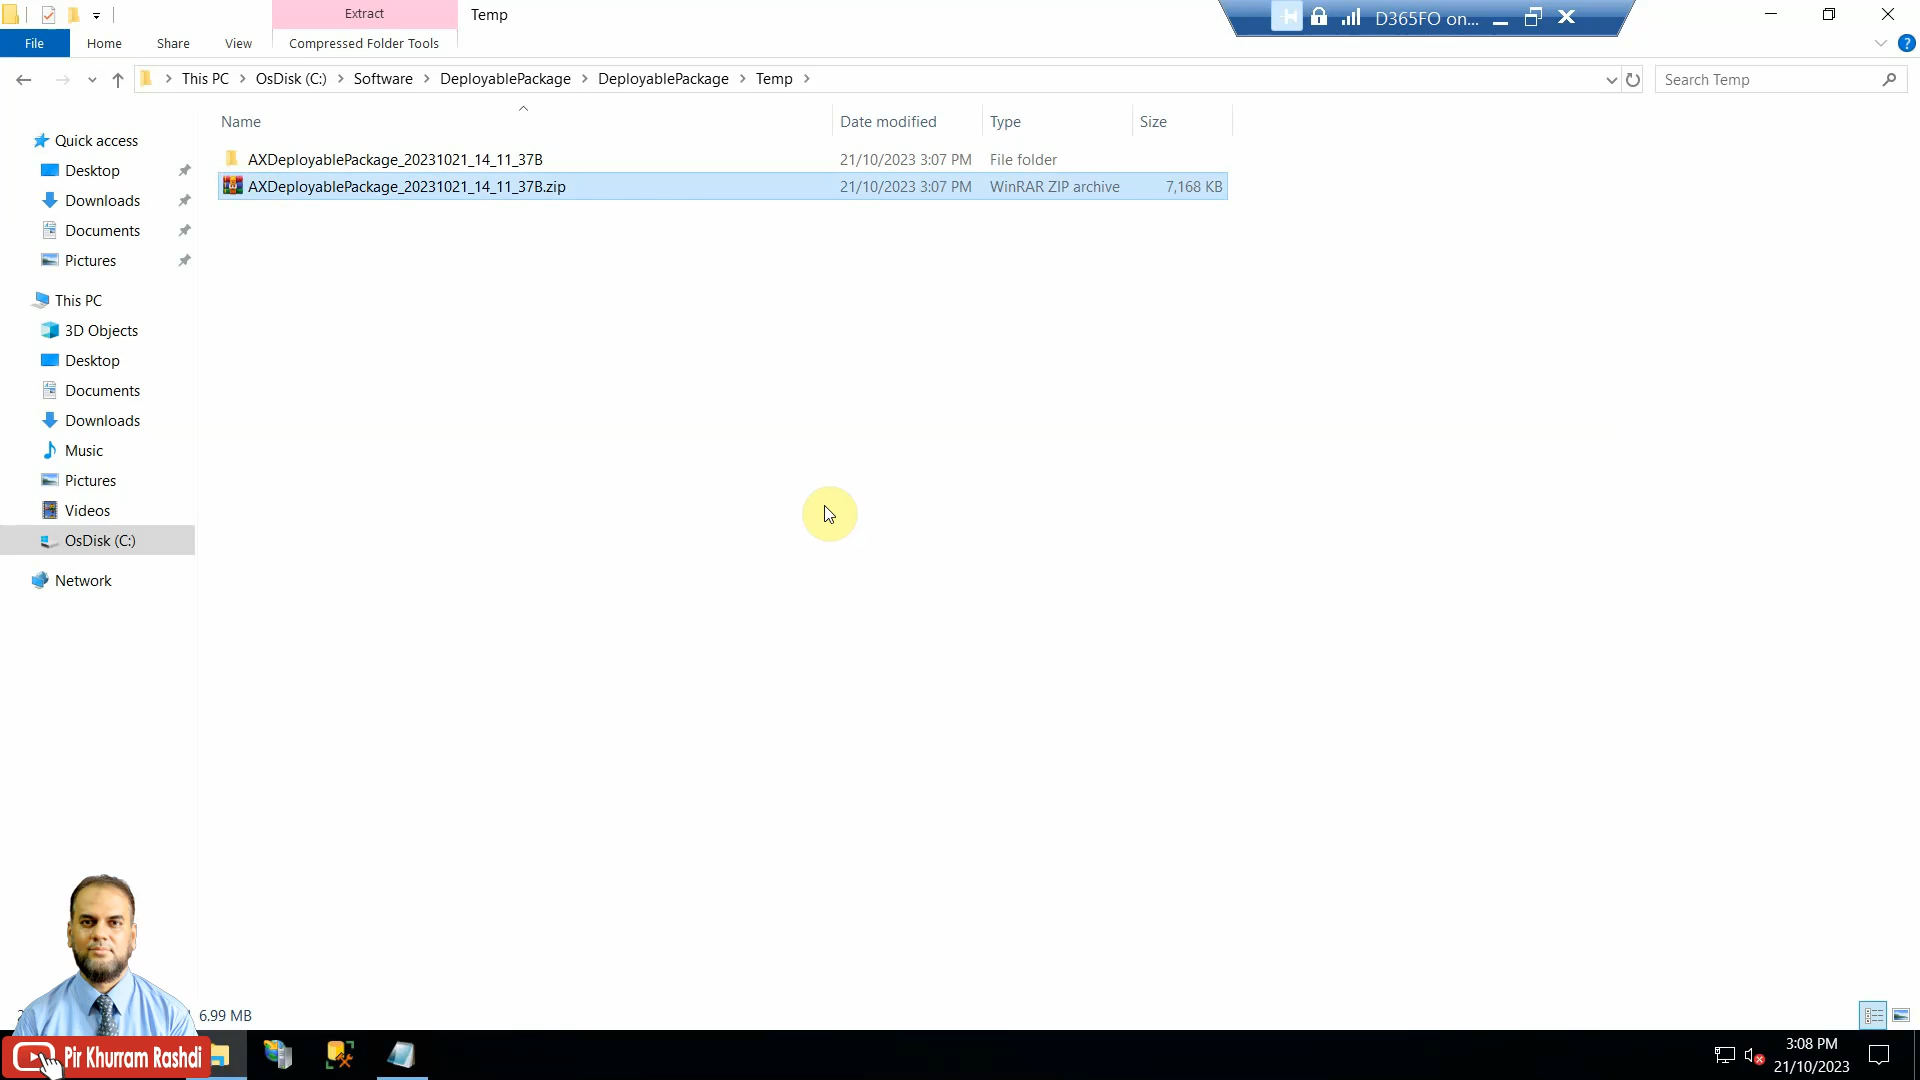 Extract
Temp
D365FO on...
File
Home
Share
View
Compressed Folder Tools
This PC
OsDisk (C:)
Software
DeployablePackage
DeployablePackage
Temp
Search Temp
Name
Date modified
Type
Size
AXDeployablePackage_20231021_14_11_37B
21/10/2023 3:07 PM
File folder
AXDeployablePackage_20231021_14_11_37B.zip
21/10/2023 3:07 PM
WinRAR ZIP archive
7,168 KB
Quick access
Desktop
Downloads
Documents
Pictures
This PC
3D Objects
Desktop
Documents
Downloads
Music
Pictures
Videos
OsDisk (C:)
Network
6.99 MB
Pir Khurram Rashdi
3:08 PM
21/10/2023